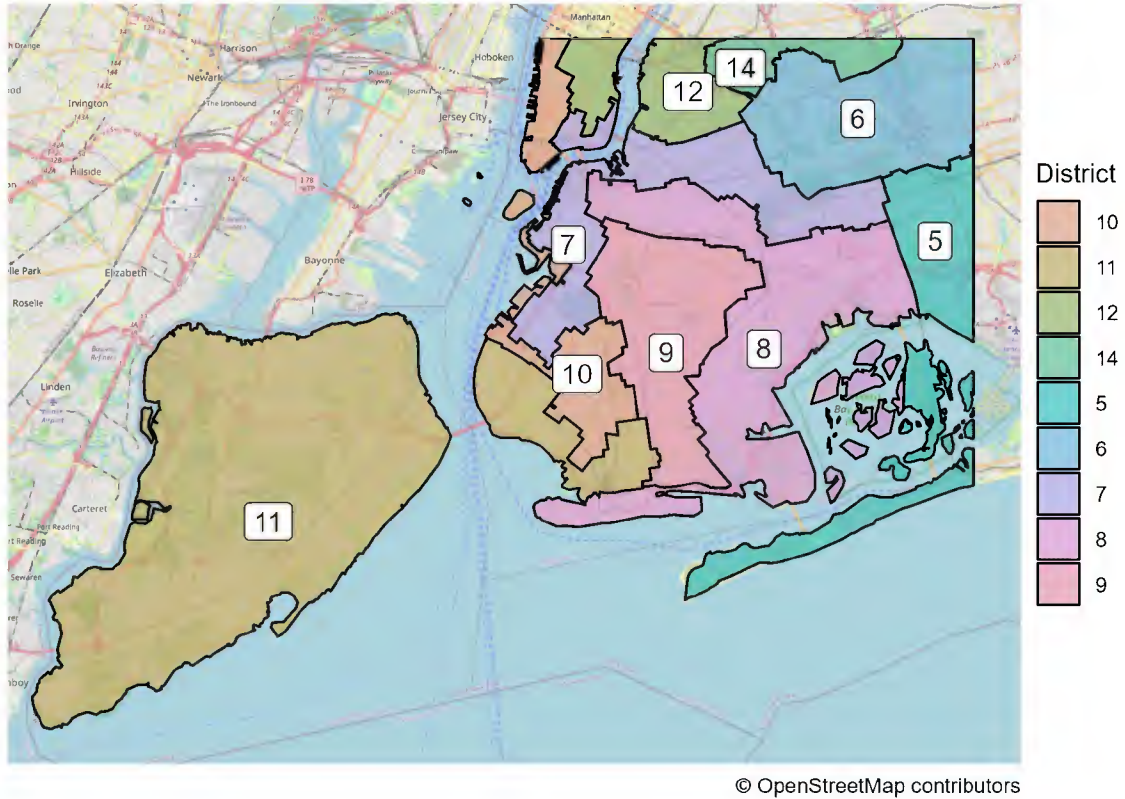 Manhattan
Harrison
Hoboken
Newark
14
12
6
The Ironbound
Irvington
Jersey City
Hillside
District
10
11
12
14
5
6
7
8
9
5
7
Elizabeth
Bayonne
Roselle
9
8
10
Linden
Carteret
11
Port Reading
Sewaren
© OpenStreetMap contributors